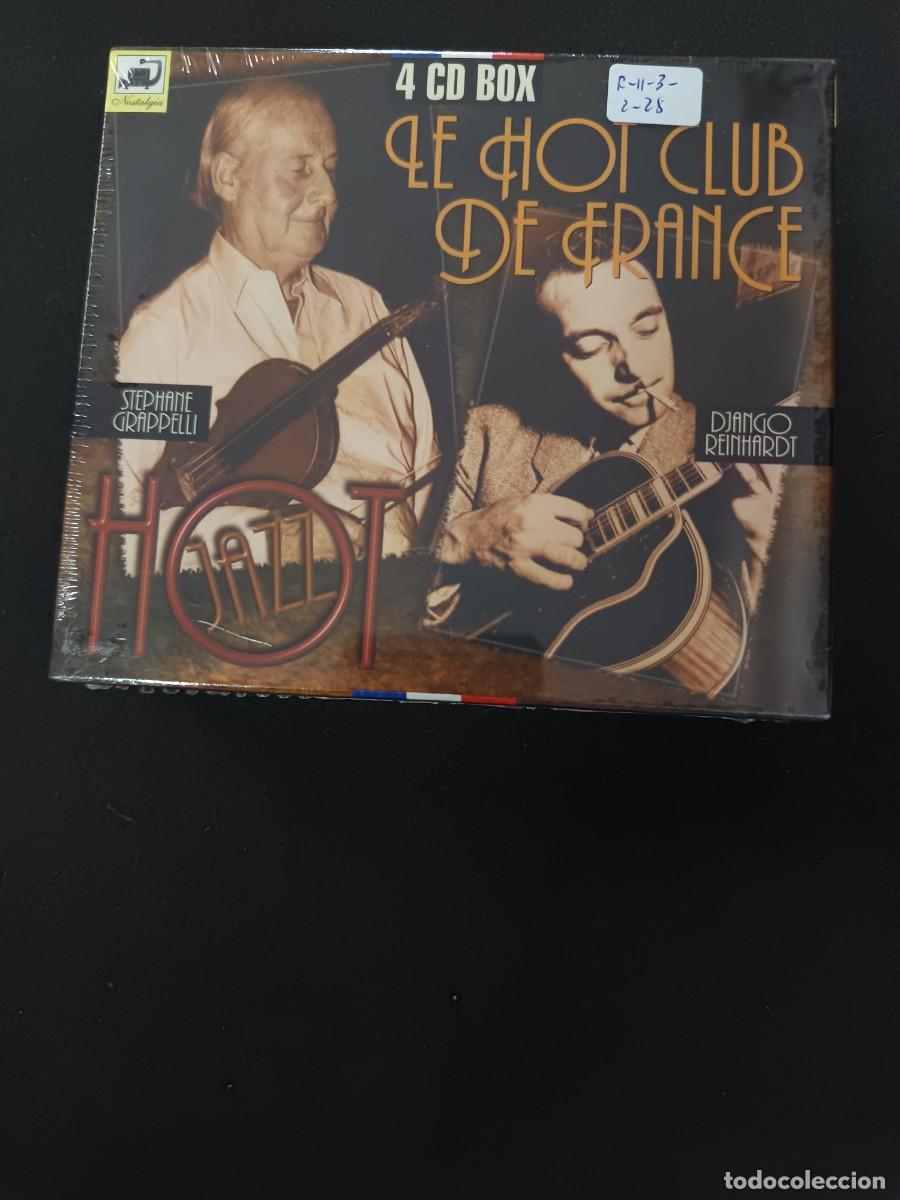 Nostalgia
4 CD BOX
R-11-3-
2-28
LE HOT CLUB
DE FRANCE
STEPHANE
GRAPPELLI
DJANGO
REINHARDT
HOT
JAZZ
todocoleccion